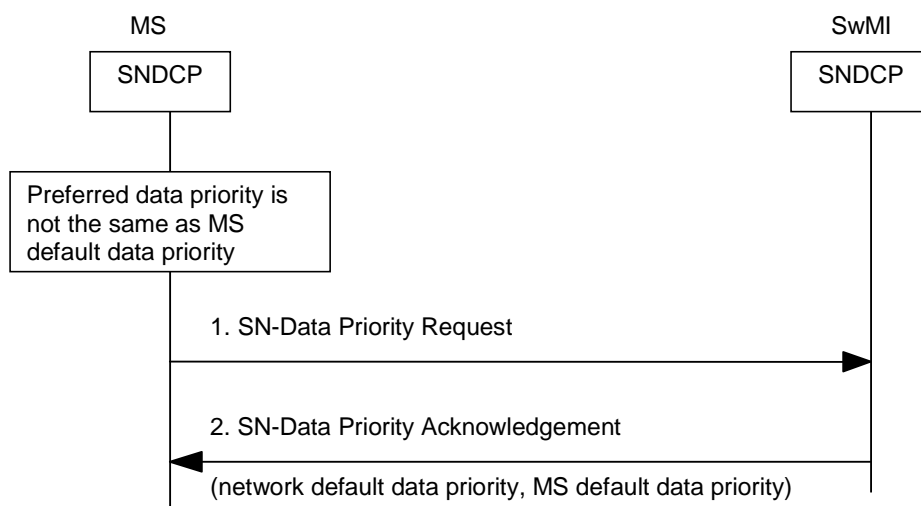 MS
SwMI
SNDCP
SNDCP
Preferred data priority is
not the same as MS
default data priority
1. SN-Data Priority Request
2. SN-Data Priority Acknowledgement
(network default data priority, MS default data priority)